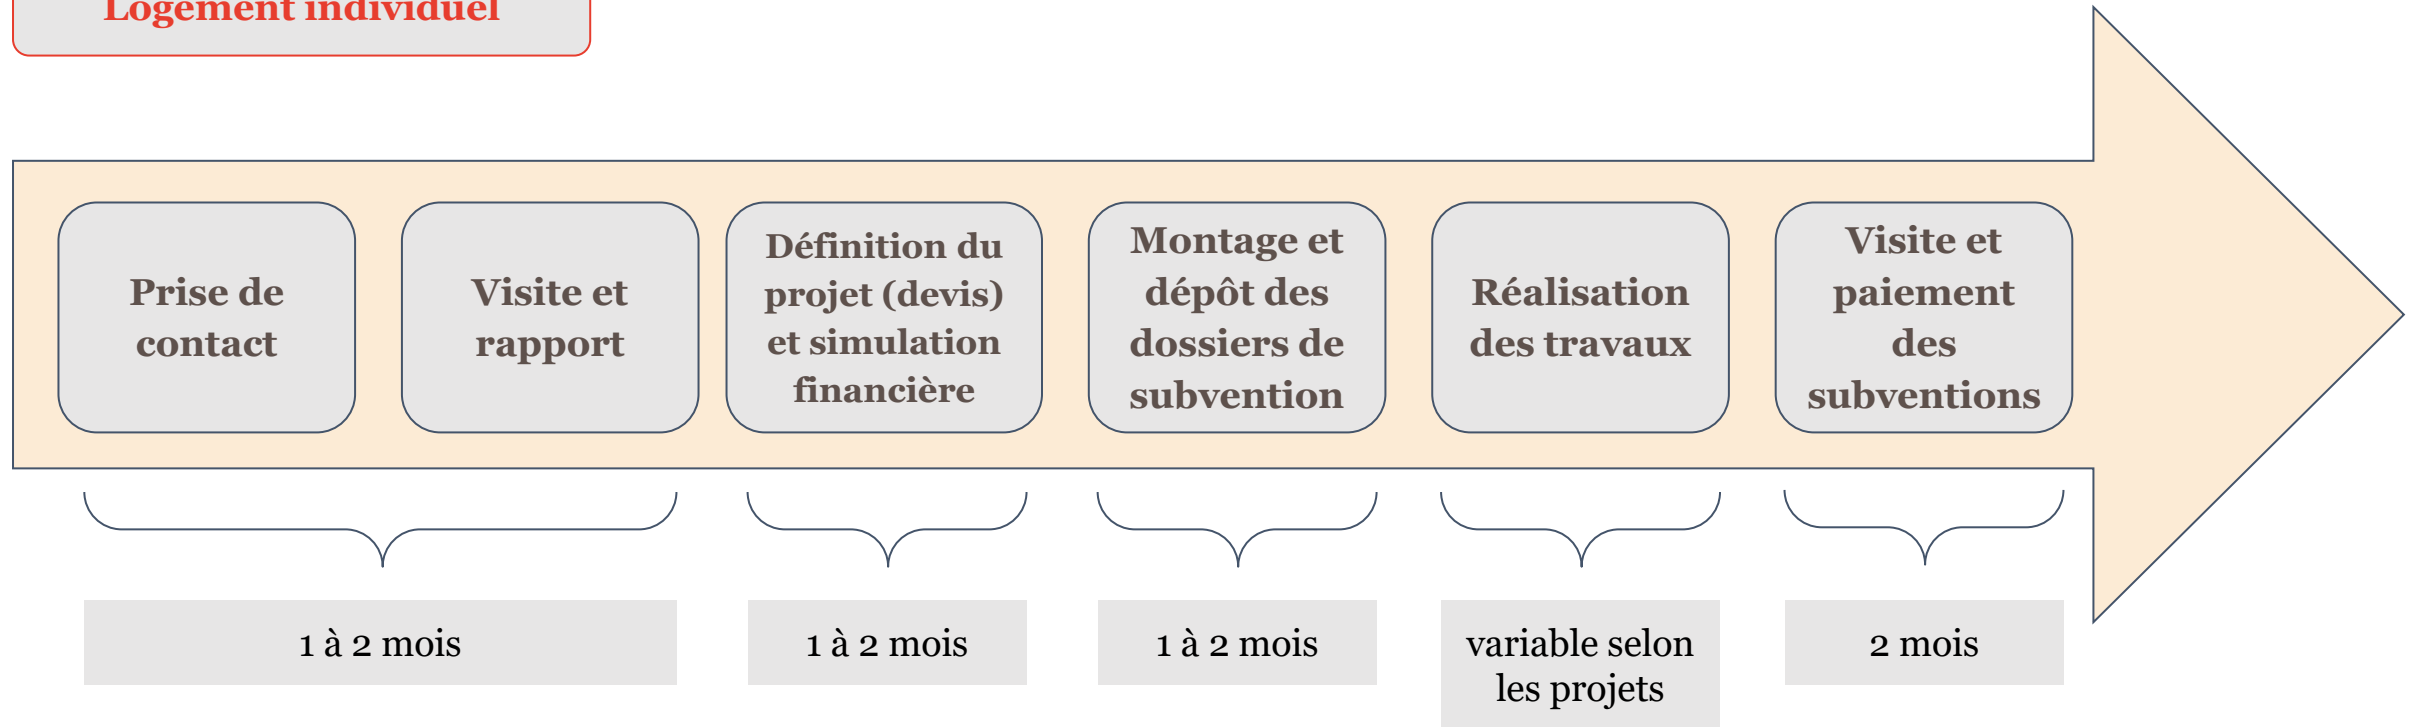 Logement individuel
Prise de
contact
Visite et
rapport
Définition du
projet (devis)
et simulation
financière
Montage et
dépôt des
dossiers de
subvention
Réalisation
des travaux
Visite et
paiement
des
subventions
1 à 2 mois
1 à 2 mois
1 à 2 mois
variable selon
les projets
2 mois